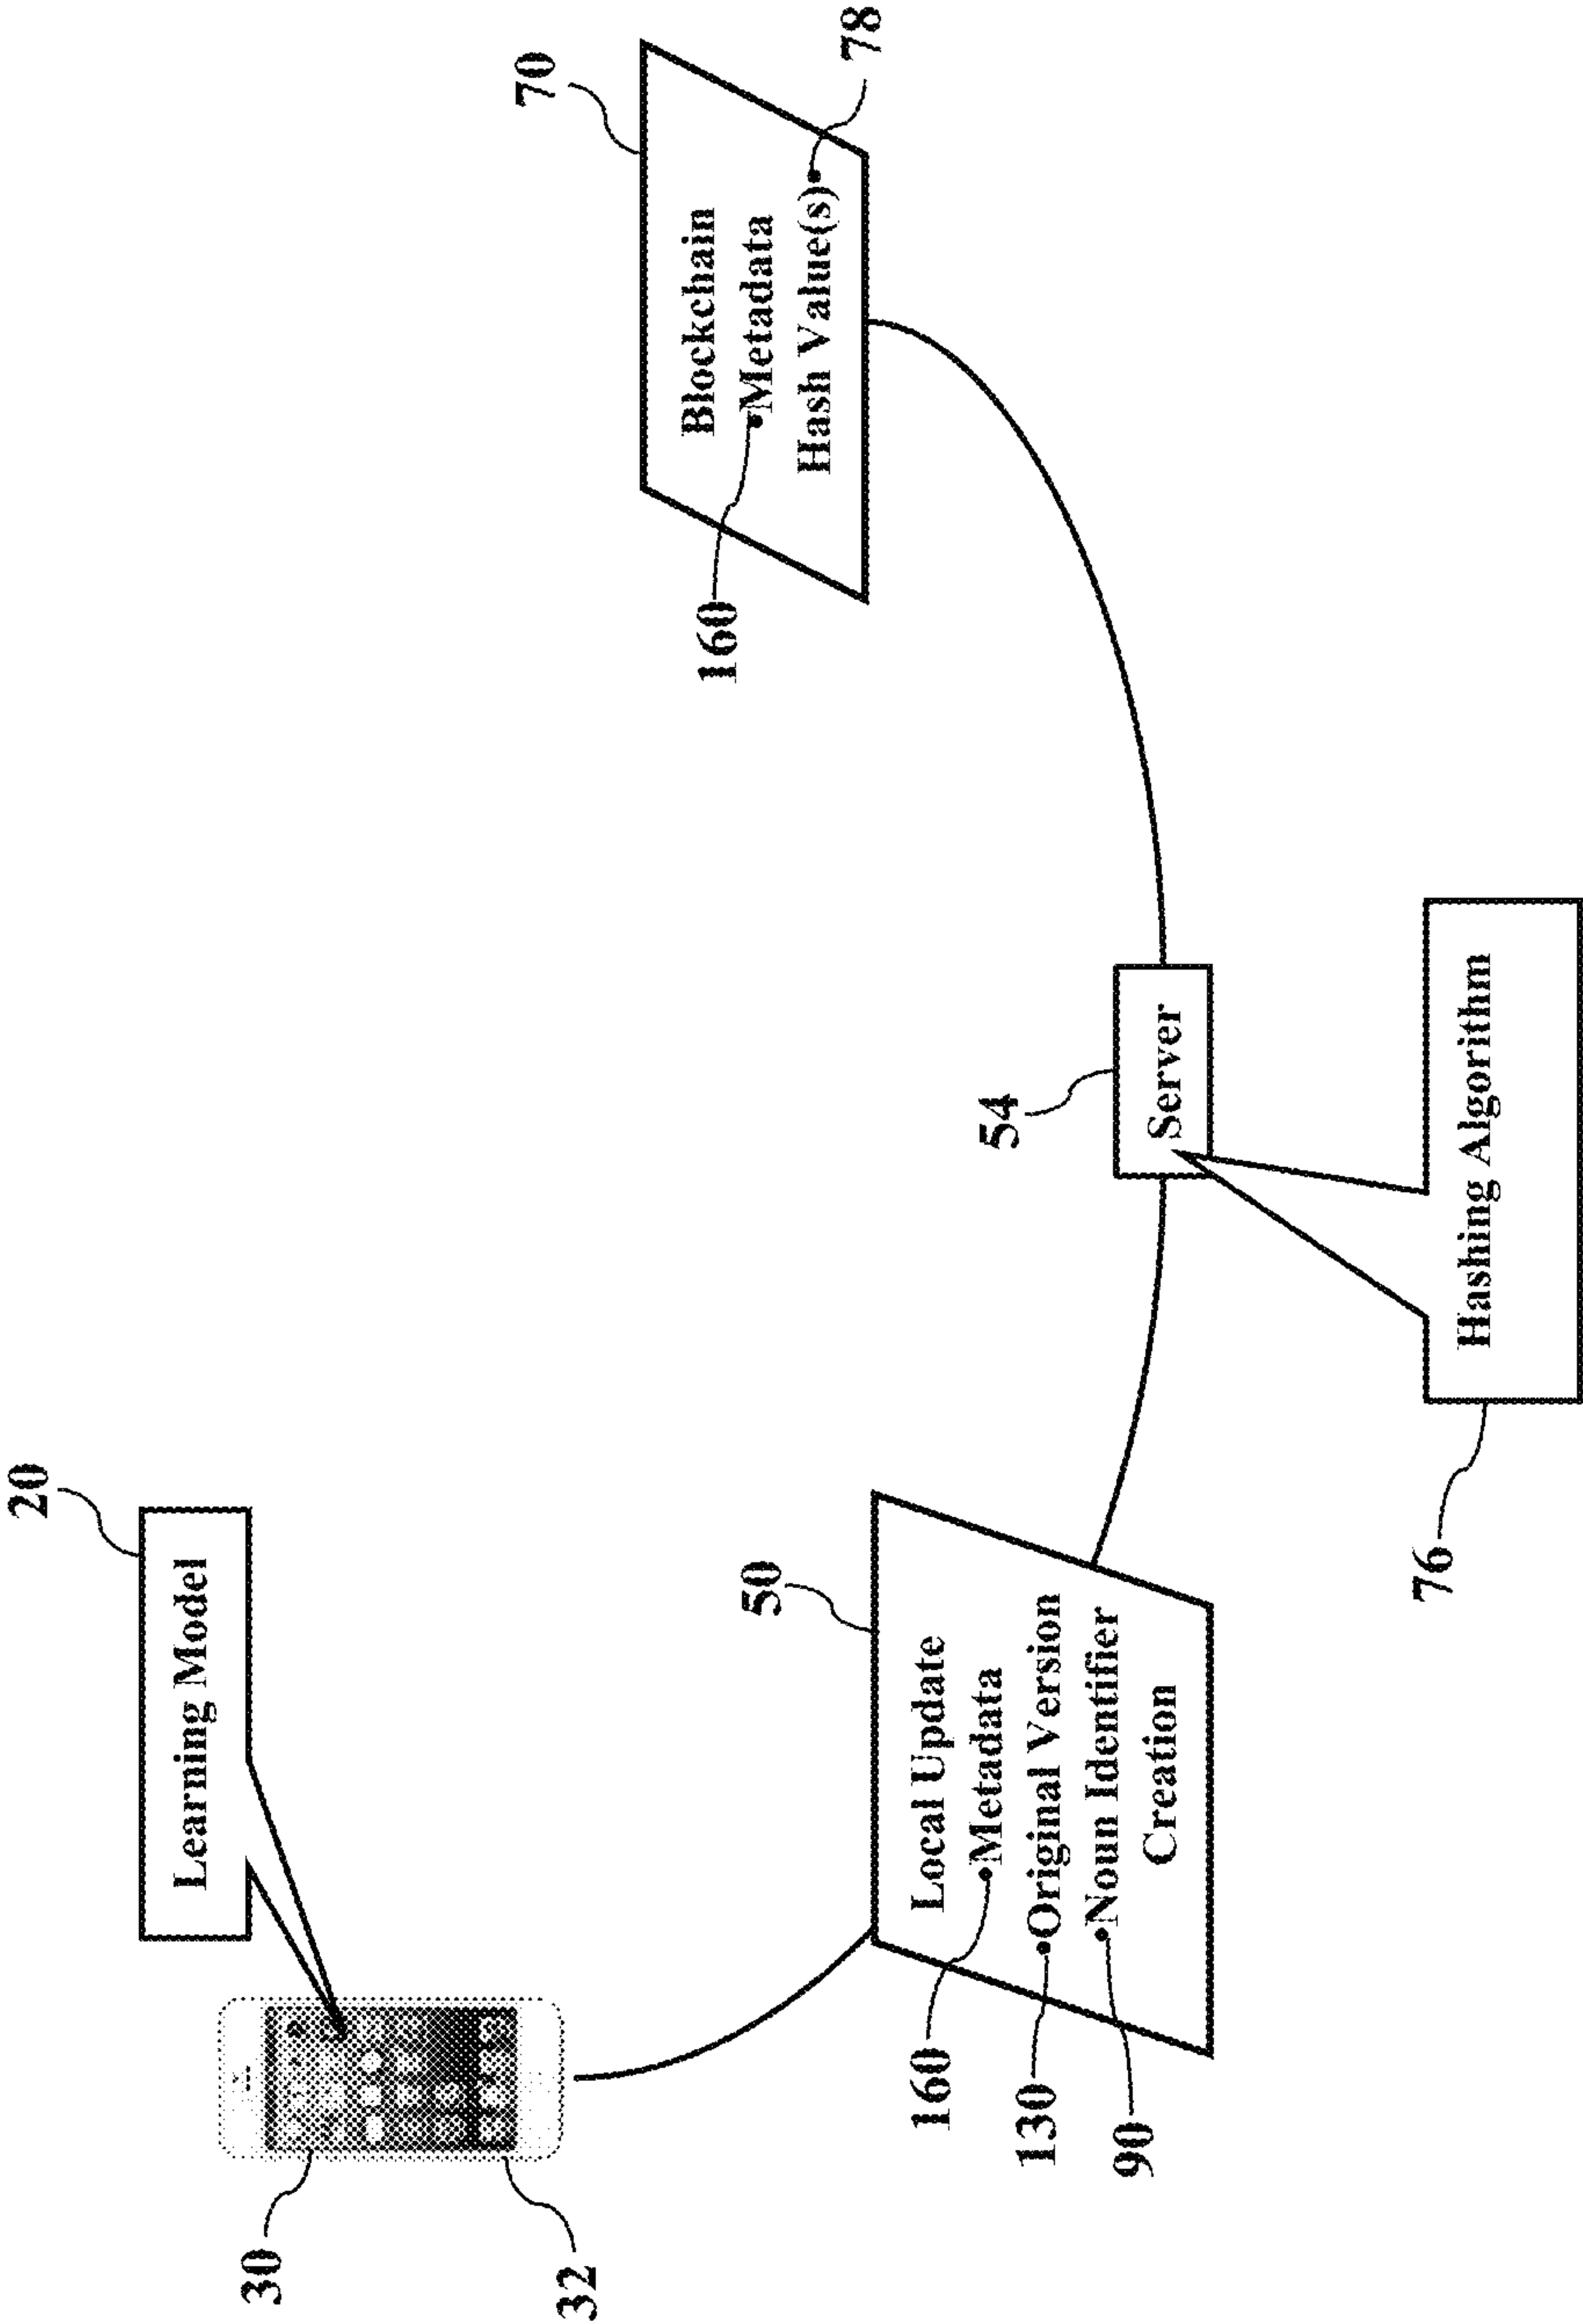 20
Learning Model
30
32
50
Local Update
160
•Metadata
130
•Original Version
90
•Noun Identifier
Creation
54
Server
76
Hashing Algorithm
70
Blockchain
160
•Metadata
Hash Value(s)•
78